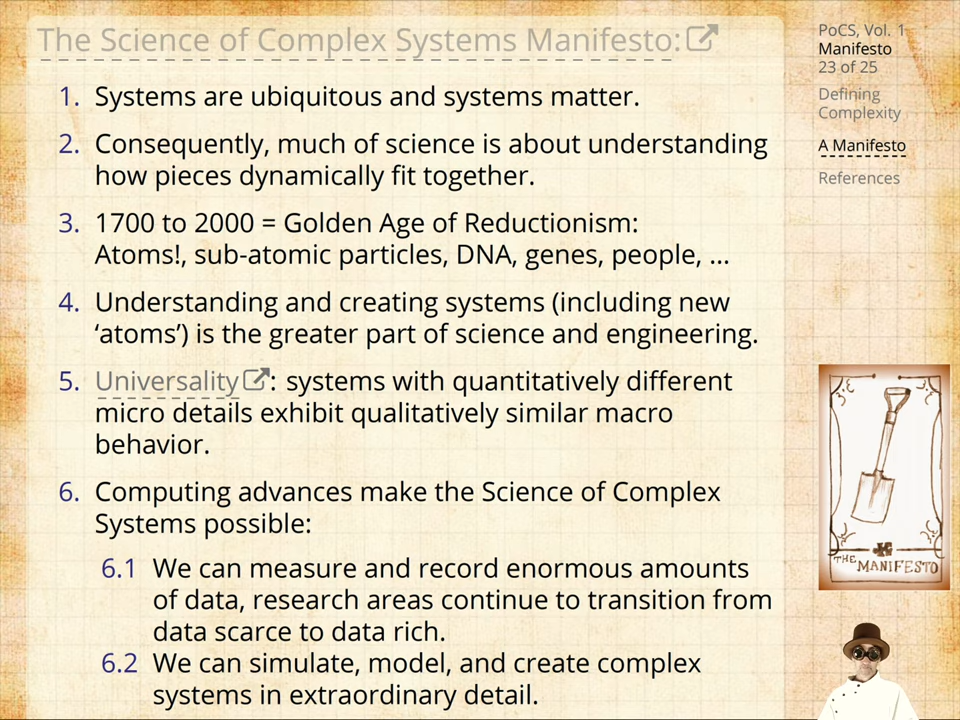 The Science of Complex Systems Manifesto:
1. Systems are ubiquitous and systems matter.
2. Consequently, much of science is about understanding
how pieces dynamically fit together.
3. 1700 to 2000 = Golden Age of Reductionism:
Atoms!, sub-atomic particles, DNA, genes, people, ...
4. Understanding and creating systems (including new
‘atoms’) is the greater part of science and engineering.
5. Universality: systems with quantitatively different
micro details exhibit qualitatively similar macro
behavior.
6. Computing advances make the Science of Complex
Systems possible:
6.1 We can measure and record enormous amounts
of data, research areas continue to transition from
data scarce to data rich.
6.2 We can simulate, model, and create complex
systems in extraordinary detail.
PoCS, Vol. 1
Manifesto
23 of 25
Defining
Complexity
A Manifesto
References
THE MANIFESTO